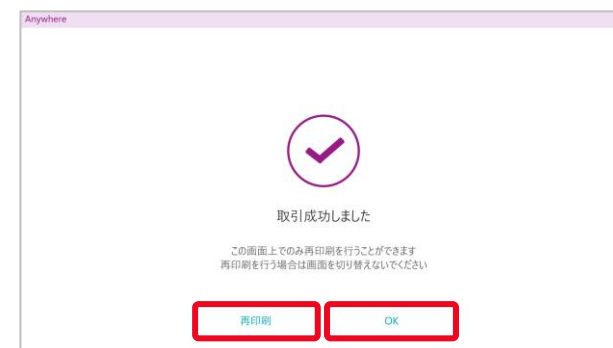 Anywhere
取引成功しました
この画面上でのみ再印刷を行うことができます
再印刷を行う場合は画面を切り替えないでください
再印刷
OK